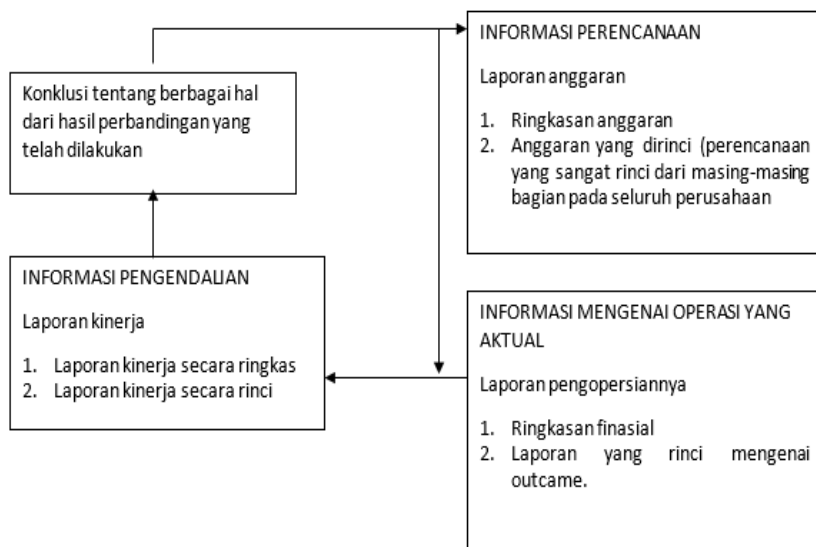 INFORMASI PERENCANAAN
Laporan anggaran
1. Ringkasan anggaran
2. Anggaran yang dirinci (perencanaan
yang sangat rinci dari masing-masing
bagian pada seluruh perusahaan
Konklusi tentang berbagai hal
dari hasil perbandingan yang
telah dilakukan
INFORMASI PENGENDALIAN
Laporan kinerja
1. Laporan kinerja secara ringkas
2. Laporan kinerja secara rinci
INFORMASI MENGENAI OPERASI YANG
AKTUAL
Laporan pengopersiannya
1. Ringkasan finasial
2. Laporan yang rinci mengenai
outcame.